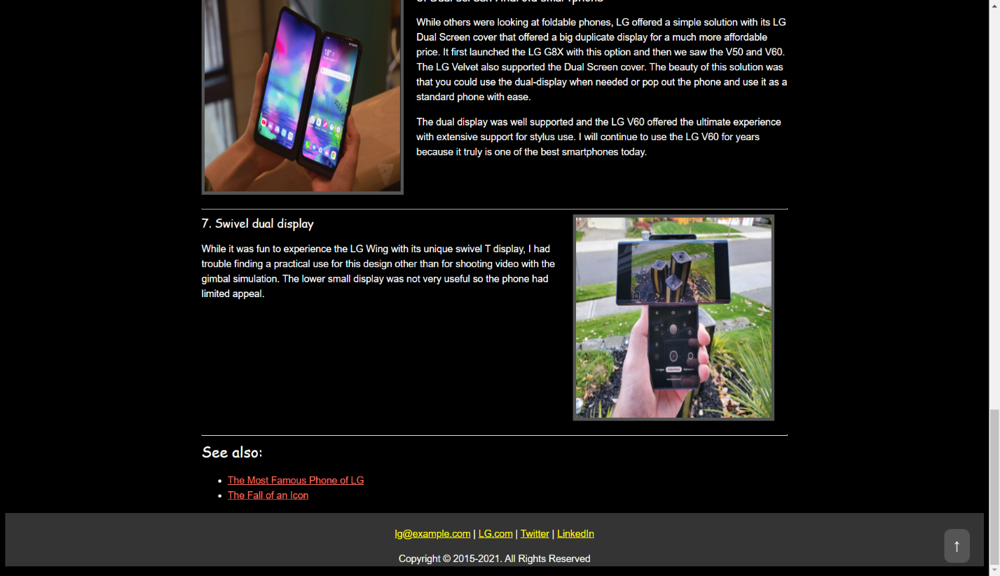 6. Dual screen Android smartphone
While others were looking at foldable phones, LG offered a simple solution with its LG
Dual Screen cover that offered a big duplicate display for a much more affordable
price. It first launched the LG G8X with this option and then we saw the V50 and V60.
The LG Velvet also supported the Dual Screen cover. The beauty of this solution was
that you could use the dual-display when needed or pop out the phone and use it as a
standard phone with ease.
The dual display was well supported and the LG V60 offered the ultimate experience
with extensive support for stylus use. I will continue to use the LG V60 for years
because it truly is one of the best smartphones today.
18°
7. Swivel dual display
While it was fun to experience the LG Wing with its unique swivel T display, I had
trouble finding a practical use for this design other than for shooting video with the
gimbal simulation. The lower small display was not very useful so the phone had
limited appeal.
See also:
• The Most Famous Phone of LG
• The Fall of an Icon
lg@example.com | LG.com | Twitter | LinkedIn
↑
Copyright © 2015-2021. All Rights Reserved